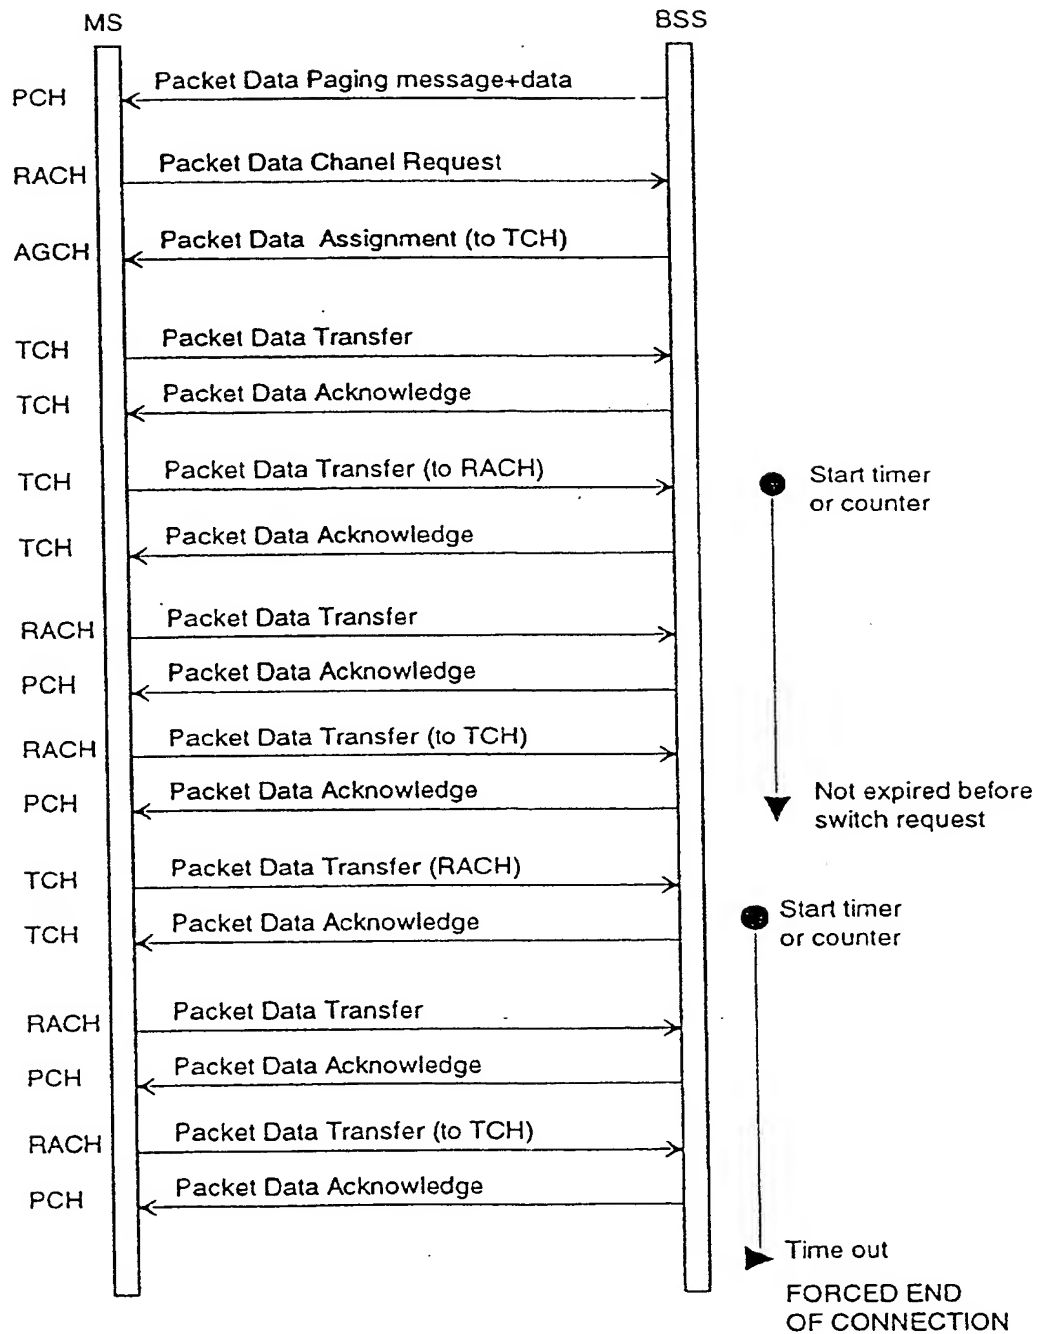 MS
BSS
PCH
Packet Data Paging message+data
RACH
Packet Data Chanel Request
AGCH
Packet Data Assignment (to TCH)
TCH
Packet Data Transfer
TCH
Packet Data Acknowledge
TCH
Packet Data Transfer (to RACH)
Start timer
or counter
TCH
Packet Data Acknowledge
RACH
Packet Data Transfer
PCH
Packet Data Acknowledge
RACH
Packet Data Transfer (to TCH)
PCH
Packet Data Acknowledge
Not expired before
switch request
TCH
Packet Data Transfer (RACH)
TCH
Packet Data Acknowledge
Start timer
or counter
RACH
Packet Data Transfer
PCH
Packet Data Acknowledge
RACH
Packet Data Transfer (to TCH)
PCH
Packet Data Acknowledge
Time out
FORCED END
OF CONNECTION